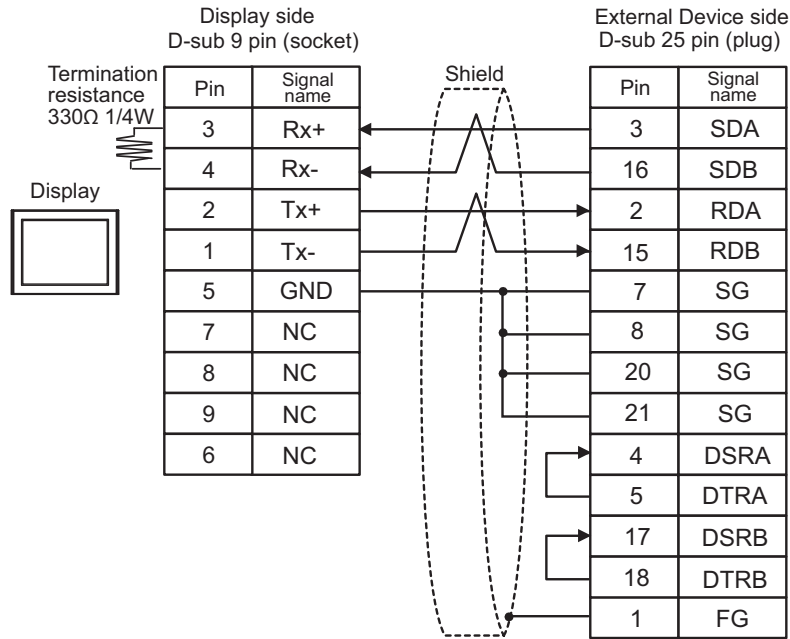 Display side
D-sub 9 pin (socket)
External Device side
D-sub 25 pin (plug)
Termination
resistance
330Ω 1/4W
Display
Shield
Pin Signal name
3 Rx+
4 Rx-
2 Tx+
1 Tx-
5 GND
7 NC
8 NC
9 NC
6 NC
Pin Signal name
3 SDA
16 SDB
2 RDA
15 RDB
7 SG
8 SG
20 SG
21 SG
4 DSRA
5 DTRA
17 DSRB
18 DTRB
1 FG